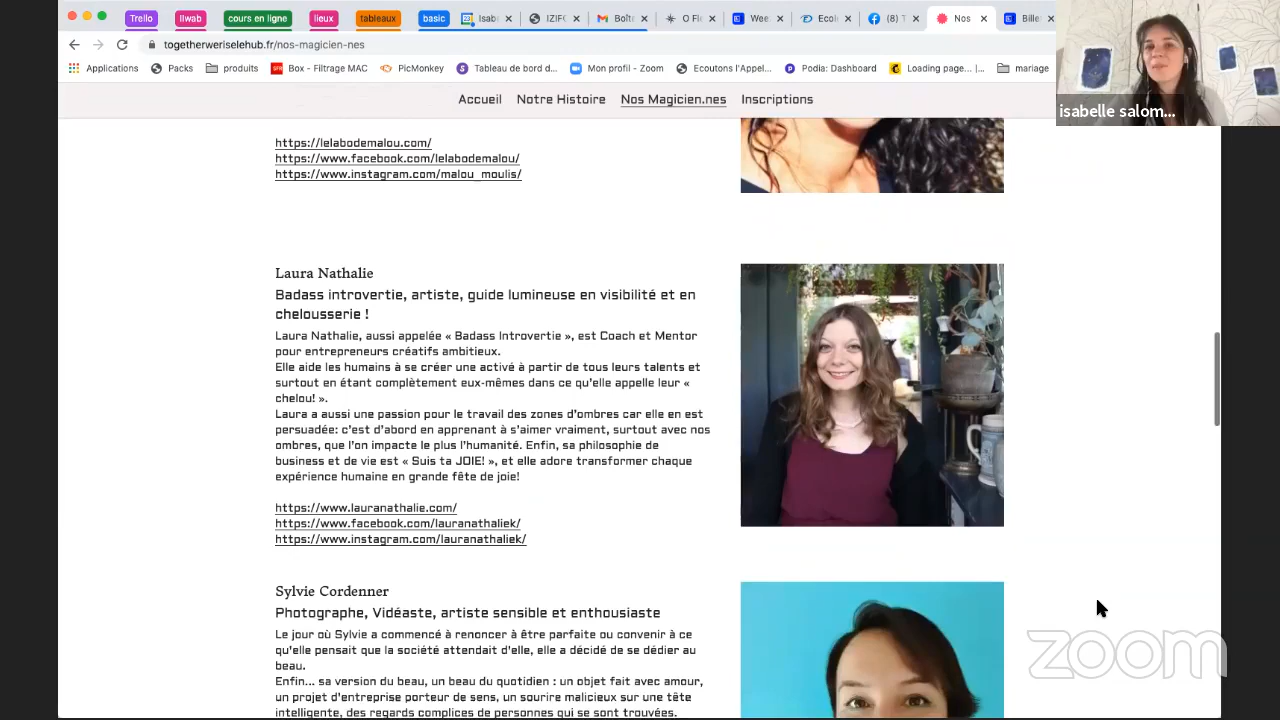 Trello
liwab
cours en ligne
lieux
tableaux
basic
Isab
IZIFO
Boîte
O Fl
Wee
Ecol
(8) T
Nos
Bille
togetherweriselehub.fr/nos-magicien-nes
Applications
Packs
produits
Box - Filtrage MAC
PicMonkey
Tableau de bord d...
Mon profil - Zoom
Ecoutons l'Appel...
Podia: Dashboard
Loading page... |...
mariage
isabelle salom...
Accueil
Notre Histoire
Nos Magicien.nes
Inscriptions
https://lelabodemalou.com/
https://www.facebook.com/lelabodemalou/
https://www.instagram.com/malou_moulis/
Laura Nathalie
Badass introvertie, artiste, guide lumineuse en visibilité et en
chelousserie !
Laura Nathalie, aussi appelée « Badass Introvertie », est Coach et Mentor
pour entrepreneurs créatifs ambitieux.
Elle aide les humains à se créer une activé à partir de tous leurs talents et
surtout en étant complètement eux-mêmes dans ce qu'elle appelle leur «
chelou! ».
Laura a aussi une passion pour le travail des zones d'ombres car elle en est
persuadée: c'est d'abord en apprenant à s'aimer vraiment, surtout avec nos
ombres, que l'on impacte le plus l'humanité. Enfin, sa philosophie de
business et de vie est « Suis ta JOIE! », et elle adore transformer chaque
expérience humaine en grande fête de joie!
https://www.lauranathalie.com/
https://www.facebook.com/lauranathaliek/
https://www.instagram.com/lauranathaliek/
Sylvie Cordenner
Photographe, Vidéaste, artiste sensible et enthousiaste
Le jour où Sylvie a commencé à renoncer à être parfaite ou convenir à ce
qu'elle pensait que la société attendait d'elle, elle a décidé de se dédier au
beau.
Enfin... sa version du beau, un beau du quotidien : un objet fait avec amour,
un projet d'entreprise porteur de sens, un sourire malicieux sur une tête
intelligente, des regards complices de personnes qui se sont trouvées.
zoom